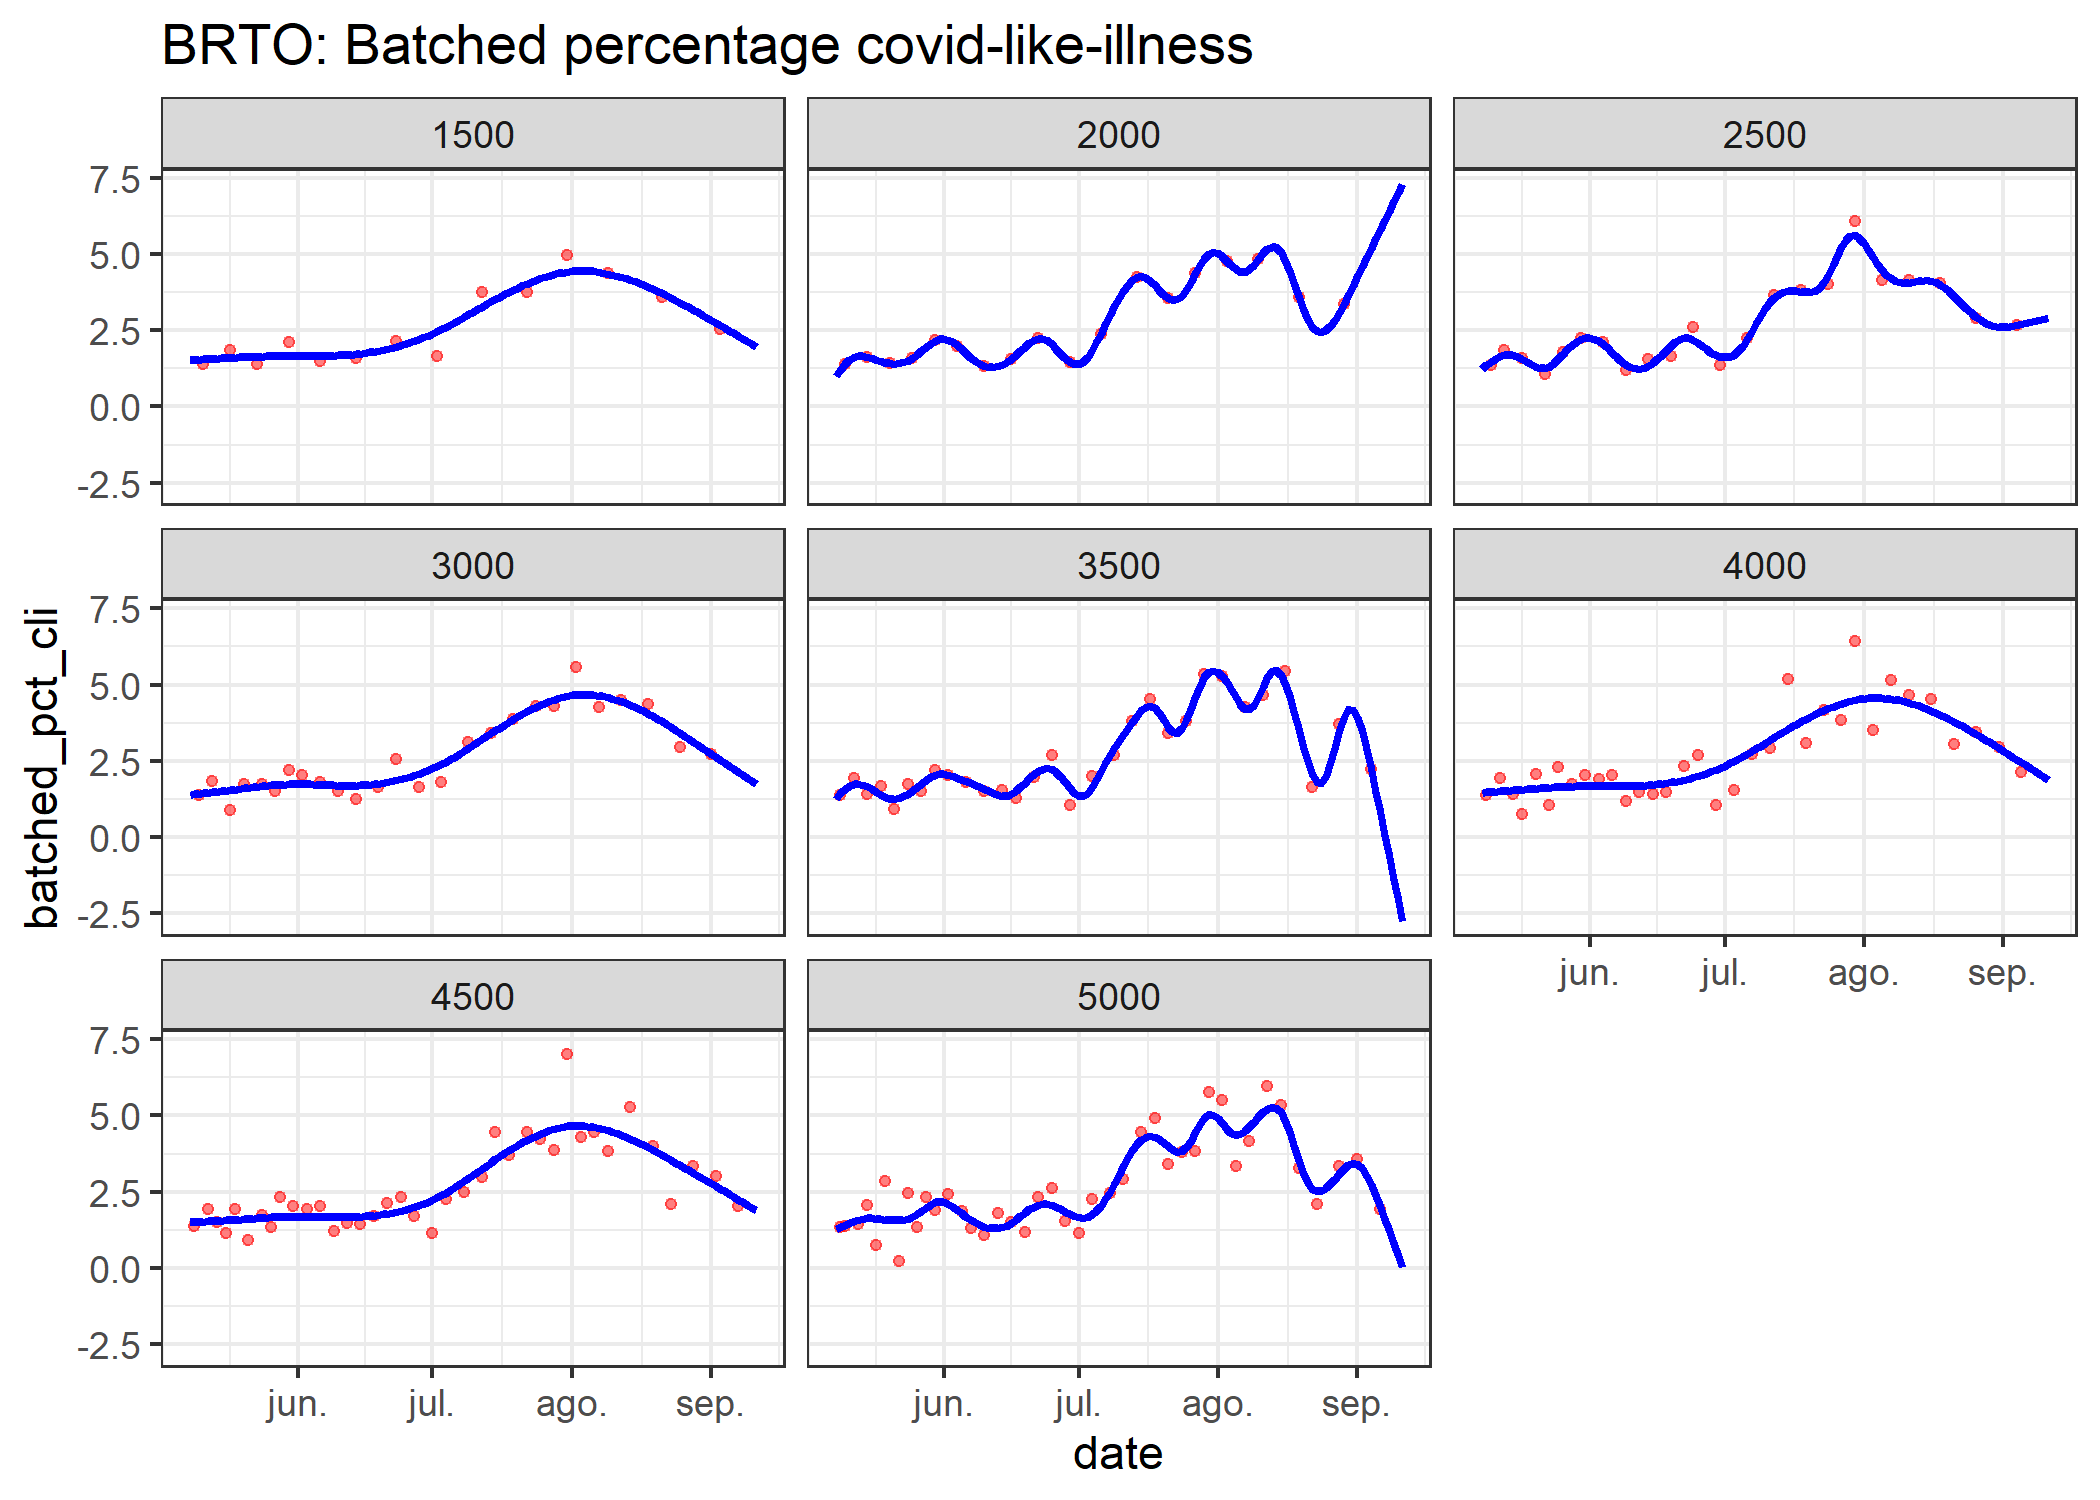 BRTO: Batched percentage covid-like-illness
1500
2000
2500
7.5
5.0
2.5
0.0
-2.5
3000
3500
4000
7.5
5.0
2.5
0.0
-2.5
batched_pct_cli
jun.
jul.
ago.
sep.
4500
5000
7.5
5.0
2.5
0.0
-2.5
jun.
jul.
ago.
sep.
jun.
jul.
ago.
sep.
date